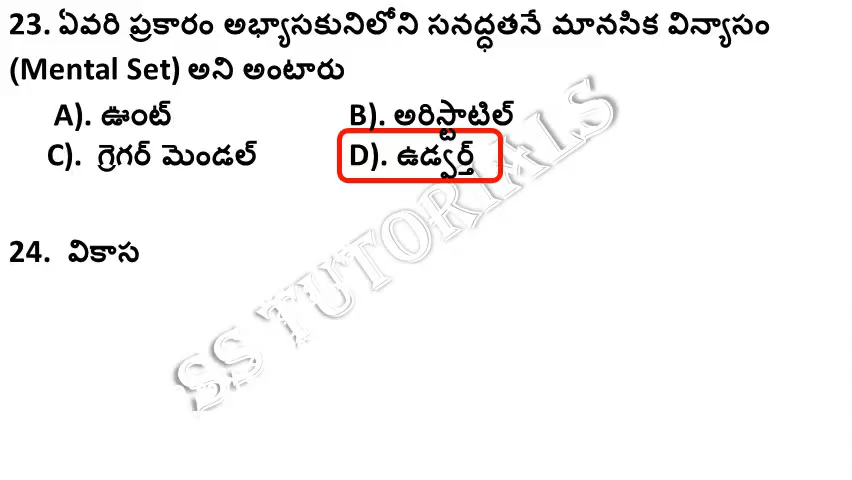 23. ఏవరి ప్రకారం అభ్యాసకునిలోని సనద్ధతనే మానసిక విన్యాసం
(Mental Set) అని అంటారు
A). ఊంట్ B). అరిస్టాటిల్
C). గ్రెగర్ మెండల్ D). ఉడ్వర్త్
24. వికాస
SS TUTORIALS